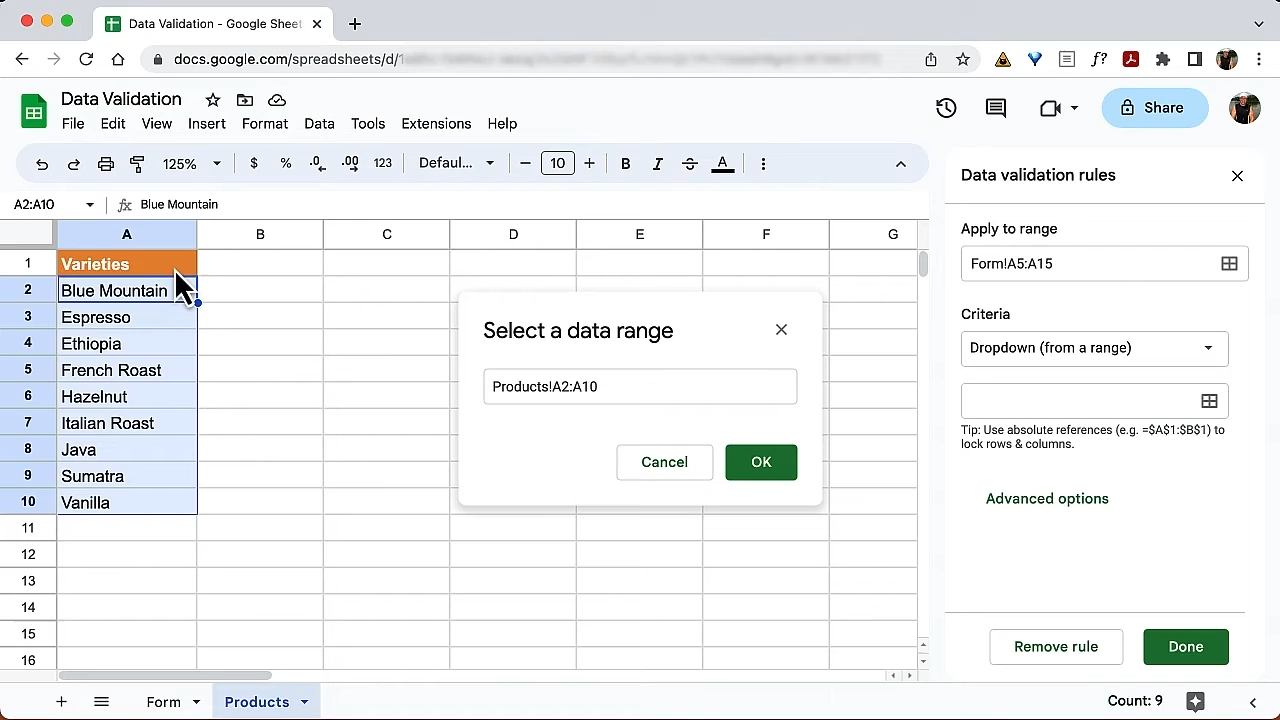 Data Validation - Google Sheet
docs.google.com/spreadsheets/d/1
Data Validation
File Edit View Insert Format Data Tools Extensions Help
Share
125% $ % .0 .00 123 Defaul... 10 B I S A
A2:A10 fx Blue Mountain
A B C D E F G
1 Varieties
2 Blue Mountain
3 Espresso
4 Ethiopia
5 French Roast
6 Hazelnut
7 Italian Roast
8 Java
9 Sumatra
10 Vanilla
11
12
13
14
15
16
Select a data range
Products!A2:A10
Cancel OK
Data validation rules
Apply to range
Form!A5:A15
Criteria
Dropdown (from a range)
Tip: Use absolute references (e.g. =$A$1:$B$1) to
lock rows & columns.
Advanced options
Remove rule Done
Form Products Count: 9